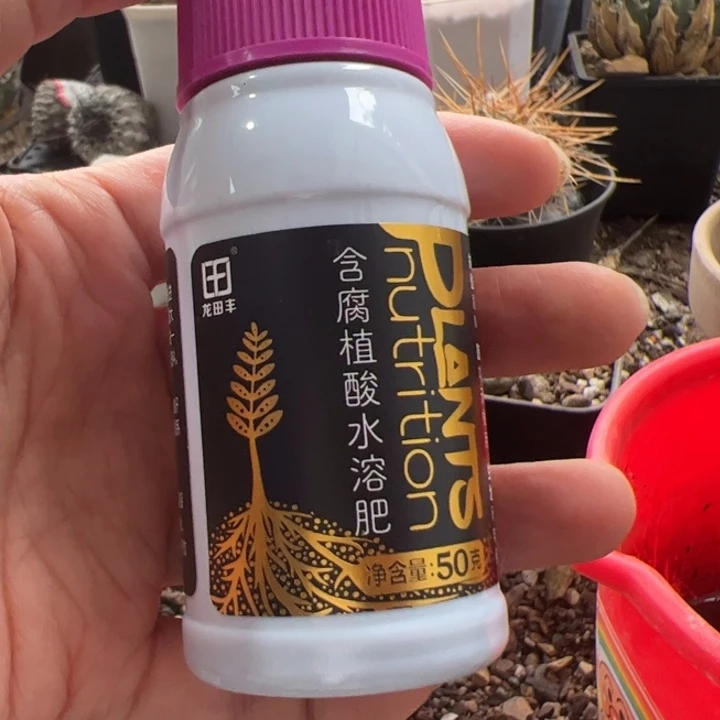 龙田丰
®
含腐植酸水溶肥
PLANTS
nutrition
净含量:50克